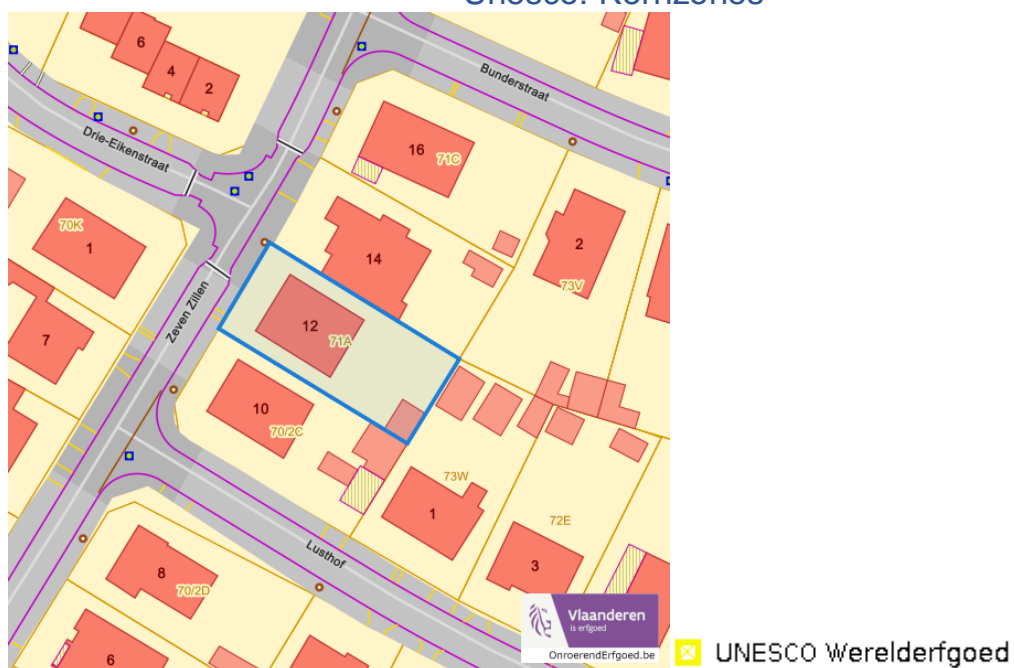 Unesco: Kernzones
6
4
2
Bunderstraat
Drie-Eikenstraat
16
71C
70K
1
2
14
73V
Zeven Zillen
12
71A
7
10
70/2C
73W
1
72E
3
Lusthof
8
70/2D
6
Vlaanderen
is erfgoed
OnroerendErfgoed.be
UNESCO Werelderfgoed